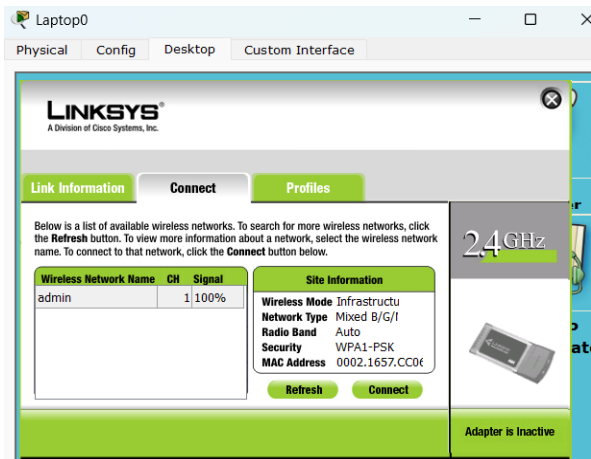 Laptop0
Physical Config Desktop Custom Interface
LINKSYS®
A Division of Cisco Systems, Inc.
Link Information Connect Profiles
Below is a list of available wireless networks. To search for more wireless networks, click
the Refresh button. To view more information about a network, select the wireless network
name. To connect to that network, click the Connect button below.
2.4GHz
Wireless Network Name CH Signal
admin 1 100%
Site Information
Wireless Mode Infrastructu
Network Type Mixed B/G/
Radio Band Auto
Security WPA1-PSK
MAC Address 0002.1657.CC0
Refresh Connect
Adapter is Inactive